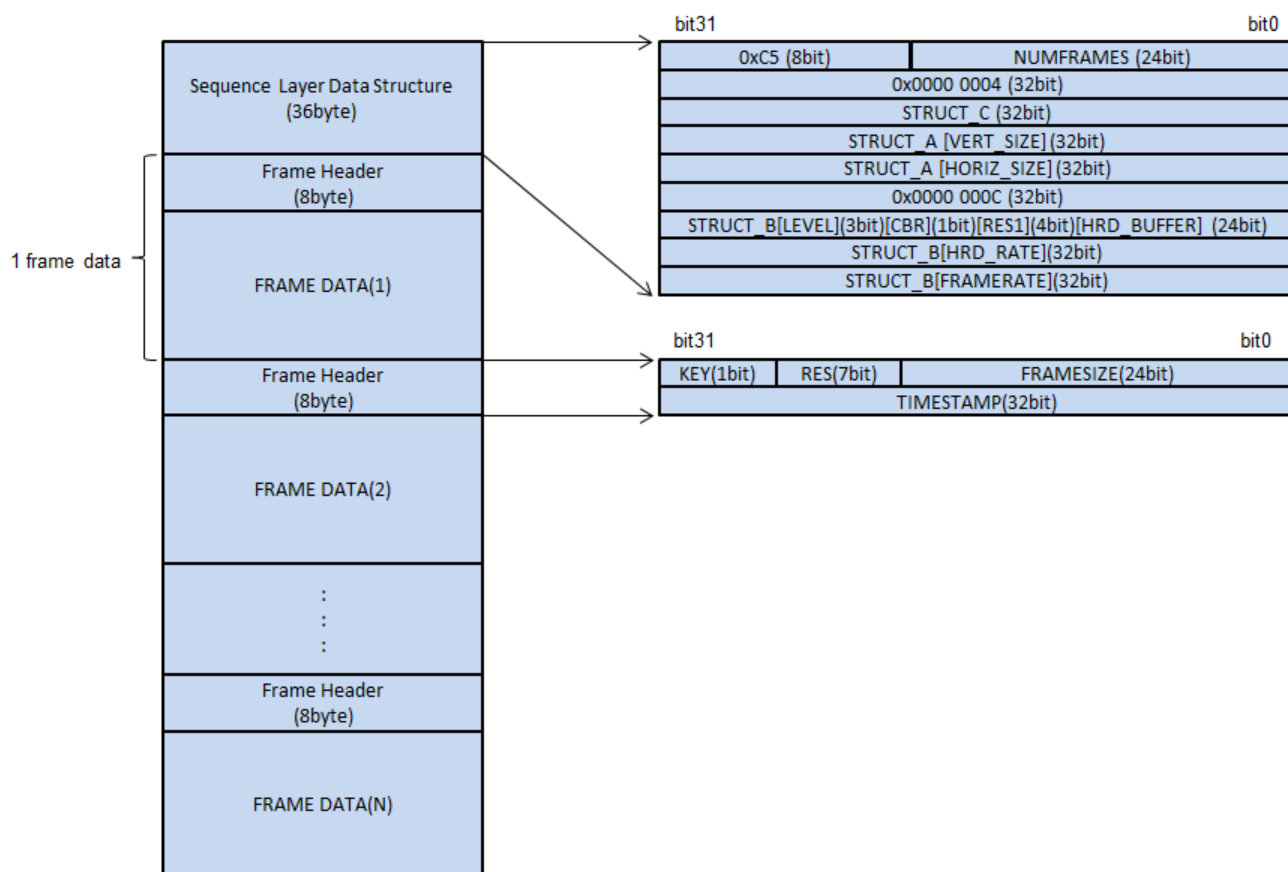 bit31 bit0
0xC5 (8bit) NUMFRAMES (24bit)
0x0000 0004 (32bit)
STRUCT_C (32bit)
STRUCT_A [VERT_SIZE](32bit)
STRUCT_A [HORIZ_SIZE](32bit)
0x0000 000C (32bit)
STRUCT_B[LEVEL](3bit)[CBR](1bit)[RES1](4bit)[HRD_BUFFER] (24bit)
STRUCT_B[HRD_RATE](32bit)
STRUCT_B[FRAMERATE](32bit)
Sequence Layer Data Structure
(36byte)
Frame Header
(8byte)
1 frame data
FRAME DATA(1)
bit31 bit0
KEY(1bit) RES(7bit) FRAMESIZE(24bit)
TIMESTAMP(32bit)
Frame Header
(8byte)
FRAME DATA(2)
:
:
:
Frame Header
(8byte)
FRAME DATA(N)